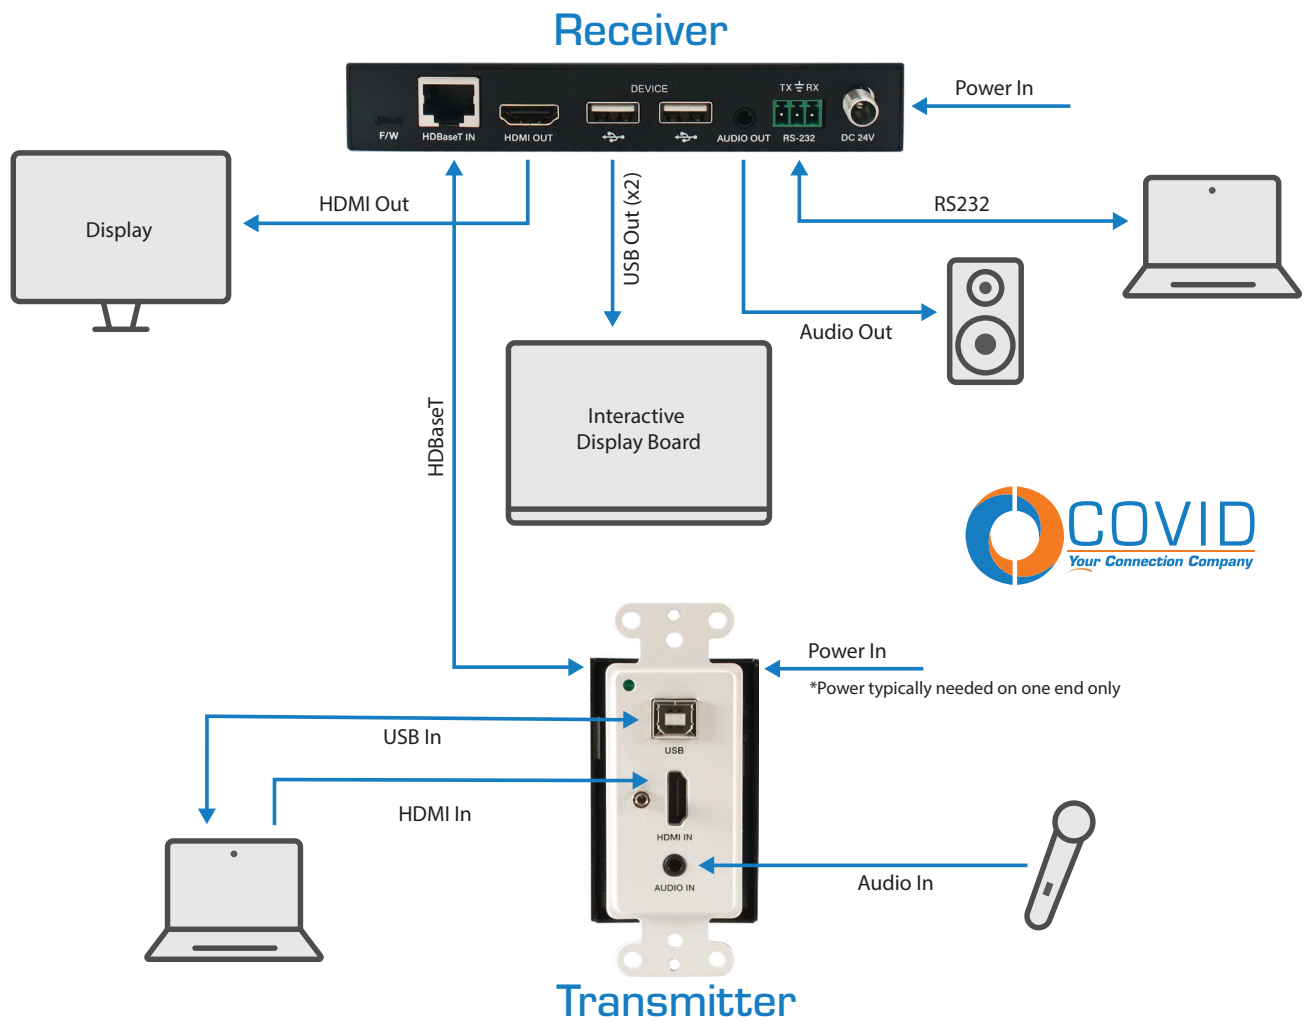 Receiver
DEVICE
TX RX
F/W
HDBaseT IN
HDMI OUT
AUDIO OUT
RS-232
DC 24V
Power In
HDMI Out
Display
USB Out (x2)
RS232
Audio Out
HDBaseT
Interactive
Display Board
COVID
Your Connection Company
Power In
*Power typically needed on one end only
USB In
USB
HDMI In
HDMI IN
AUDIO IN
Audio In
Transmitter